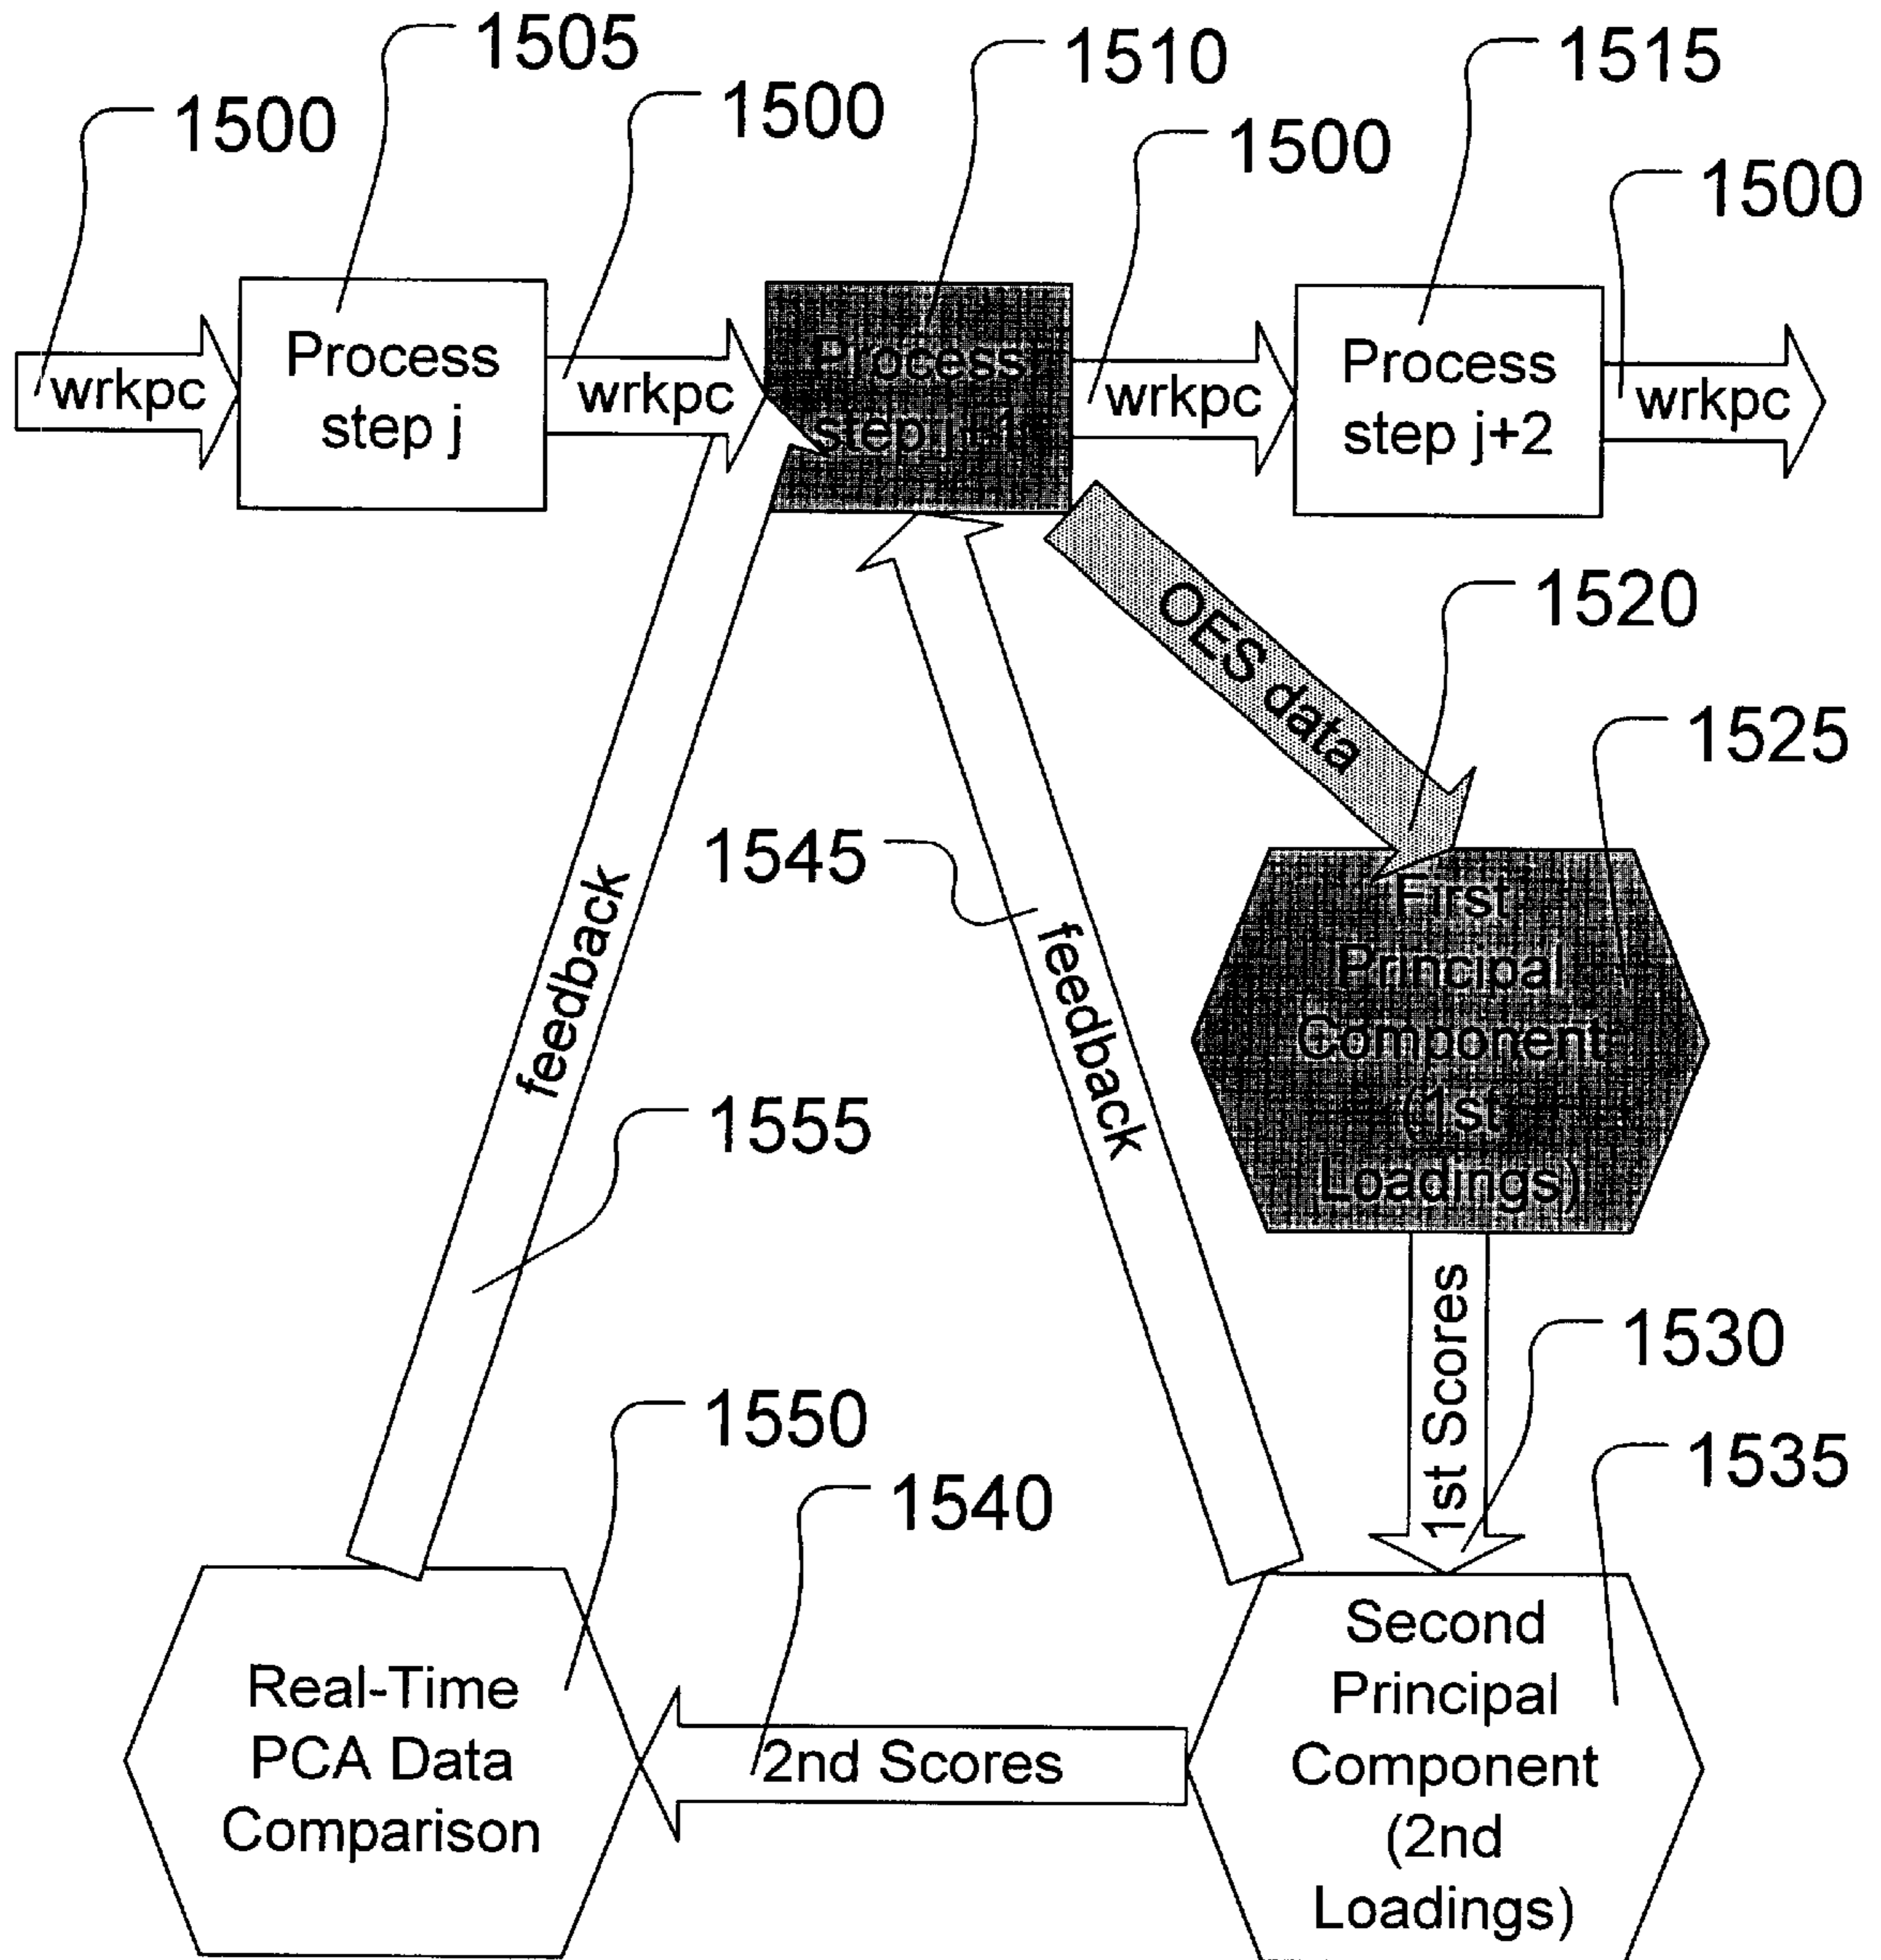 1505
1510
1515
1500
1500
1500
1500
wrkpc
Process
step j
wrkpc
Process
step j+1
wrkpc
Process
step j+2
wrkpc
OES data
1520
1525
1545
feedback
feedback
First
Principal
Component
(1st
Loadings)
1555
1st Scores
1530
1550
1540
1535
Real-Time
PCA Data
Comparison
2nd Scores
Second
Principal
Component
(2nd
Loadings)